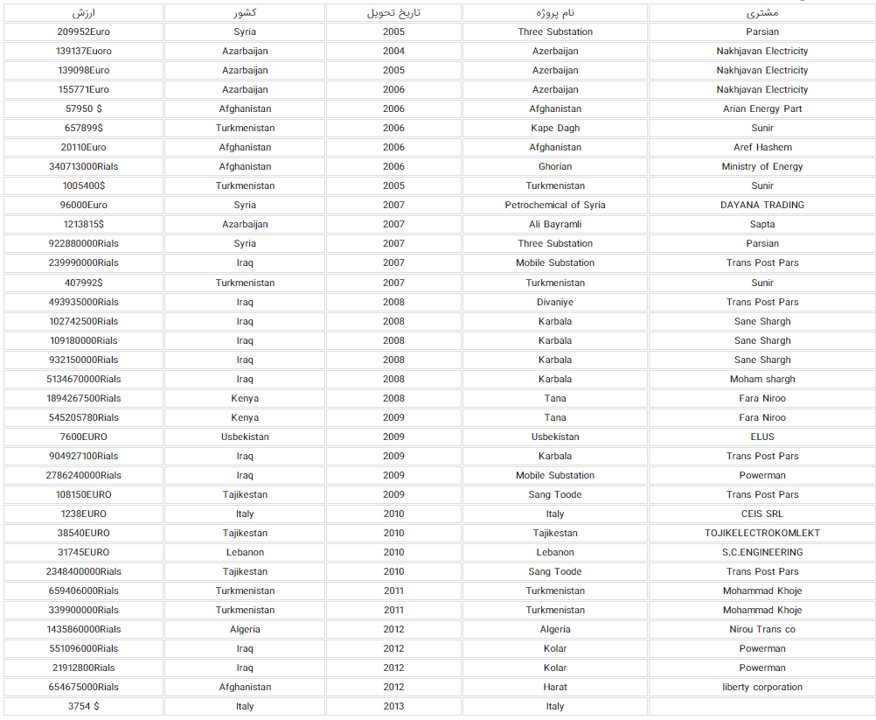 مشتری نام پروژه تاریخ تحویل کشور ارزش
Parsian Three Substation 2005 Syria 209952Euro
Nakhjavan Electricity Azerbaijan 2004 Azarbaijan 139137Euoro
Nakhjavan Electricity Azerbaijan 2005 Azarbaijan 139098Euro
Nakhjavan Electricity Azerbaijan 2006 Azarbaijan 155771Euro
Arian Energy Part Afghanistan 2006 Afghanistan 57950 $
Sunir Kape Dagh 2006 Turkmenistan 657899$
Aref Hashem Afghanistan 2006 Afghanistan 20110Euro
Ministry of Energy Ghorian 2006 Afghanistan 340713000Rials
Sunir Turkmenistan 2005 Turkmenistan 1005400$
DAYANA TRADING Petrochemical of Syria 2007 Syria 96000Euro
Sapta Ali Bayramli 2007 Azarbaijan 1213815$
Parsian Three Substation 2007 Syria 922880000Rials
Trans Post Pars Mobile Substation 2007 Iraq 239990000Rials
Sunir Turkmenistan 2007 Turkmenistan 407992$
Trans Post Pars Divaniye 2008 Iraq 493935000Rials
Sane Shargh Karbala 2008 Iraq 102742500Rials
Sane Shargh Karbala 2008 Iraq 109180000Rials
Sane Shargh Karbala 2008 Iraq 932150000Rials
Moham shargh Karbala 2008 Iraq 5134670000Rials
Fara Niroo Tana 2008 Kenya 1894267500Rials
Fara Niroo Tana 2009 Kenya 545205780Rials
ELUS Usbekistan 2009 Usbekistan 7600EURO
Trans Post Pars Karbala 2009 Iraq 904927100Rials
Powerman Mobile Substation 2009 Iraq 2786240000Rials
Trans Post Pars Sang Toode 2009 Tajikestan 108150EURO
CEIS SRL Italy 2010 Italy 1238EURO
TOJIKELECTROKOMLEKT Tajikestan 2010 Tajikestan 38540EURO
S.C.ENGINEERING Lebanon 2010 Lebanon 31745EURO
Trans Post Pars Sang Toode 2010 Tajikestan 2348400000Rials
Mohammad Khoje Turkmenistan 2011 Turkmenistan 659406000Rials
Mohammad Khoje Turkmenistan 2011 Turkmenistan 339900000Rials
Nirou Trans co Algeria 2012 Algeria 1435860000Rials
Powerman Kolar 2012 Iraq 551096000Rials
Powerman Kolar 2012 Iraq 21912800Rials
liberty corporation Harat 2012 Afghanistan 654675000Rials
Italy 2013 Italy 3754 $